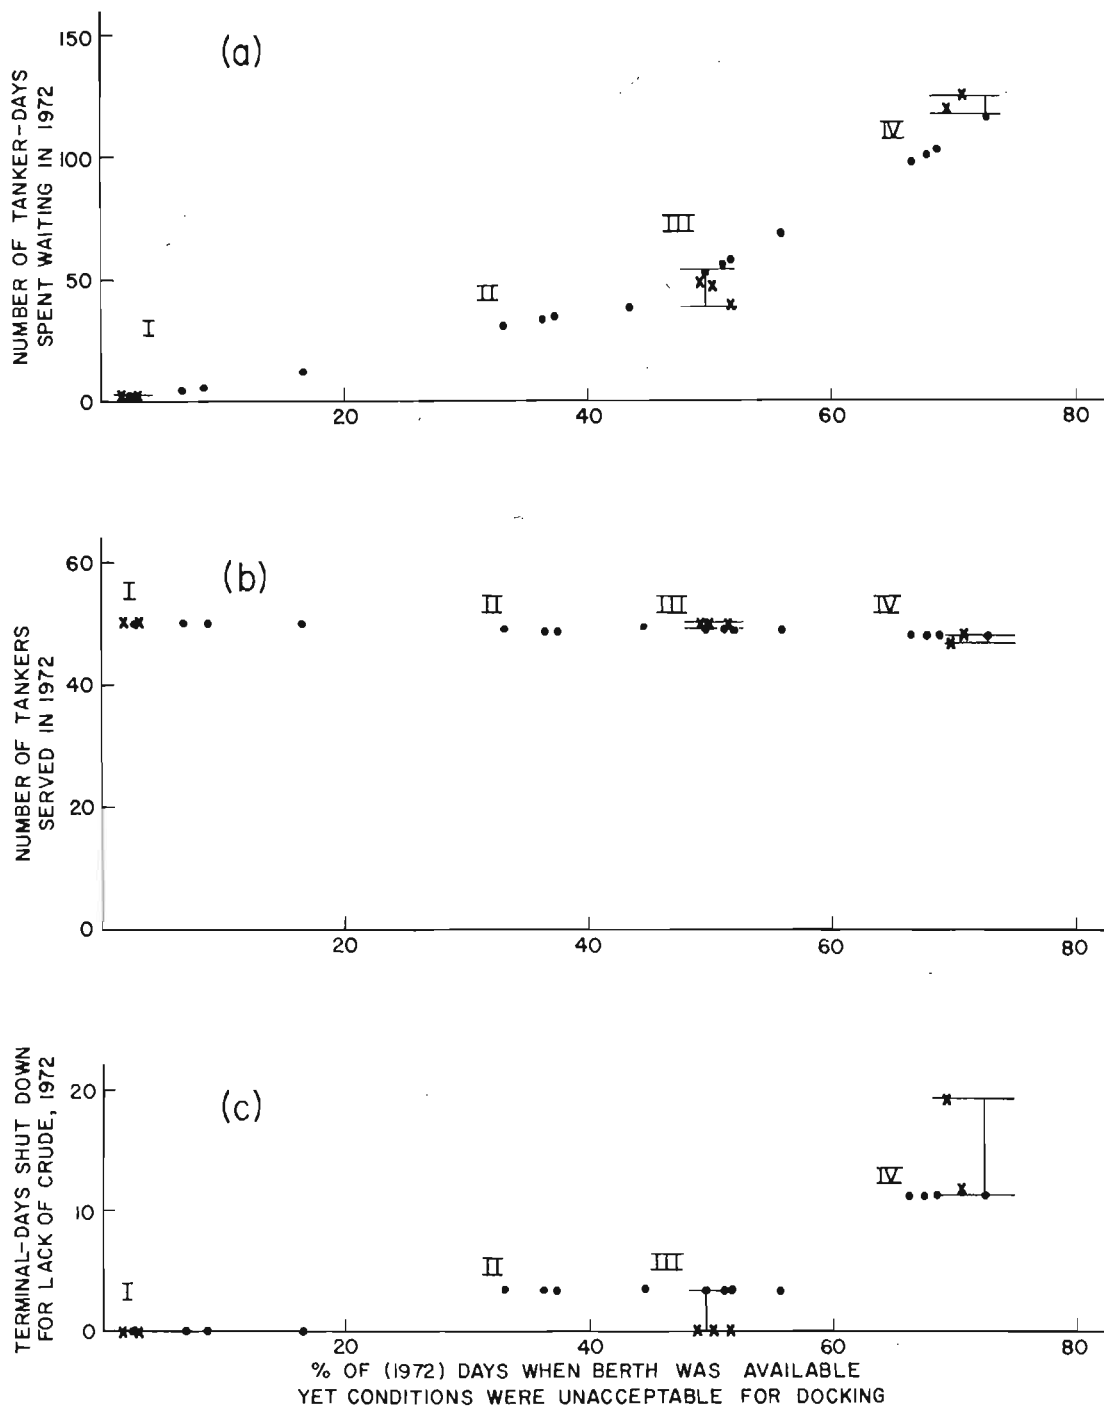 (a)
NUMBER OF TANKER-DAYS
SPENT WAITING IN 1972
150
100
50
0
I
II
III
IV
20
40
60
80
(b)
NUMBER OF TANKERS
SERVED IN 1972
60
40
20
0
I
II
III
IV
20
40
60
80
(c)
TERMINAL-DAYS SHUT DOWN
FOR LACK OF CRUDE, 1972
20
10
0
I
II
III
IV
20
40
60
80
% OF (1972) DAYS WHEN BERTH WAS AVAILABLE
YET CONDITIONS WERE UNACCEPTABLE FOR DOCKING